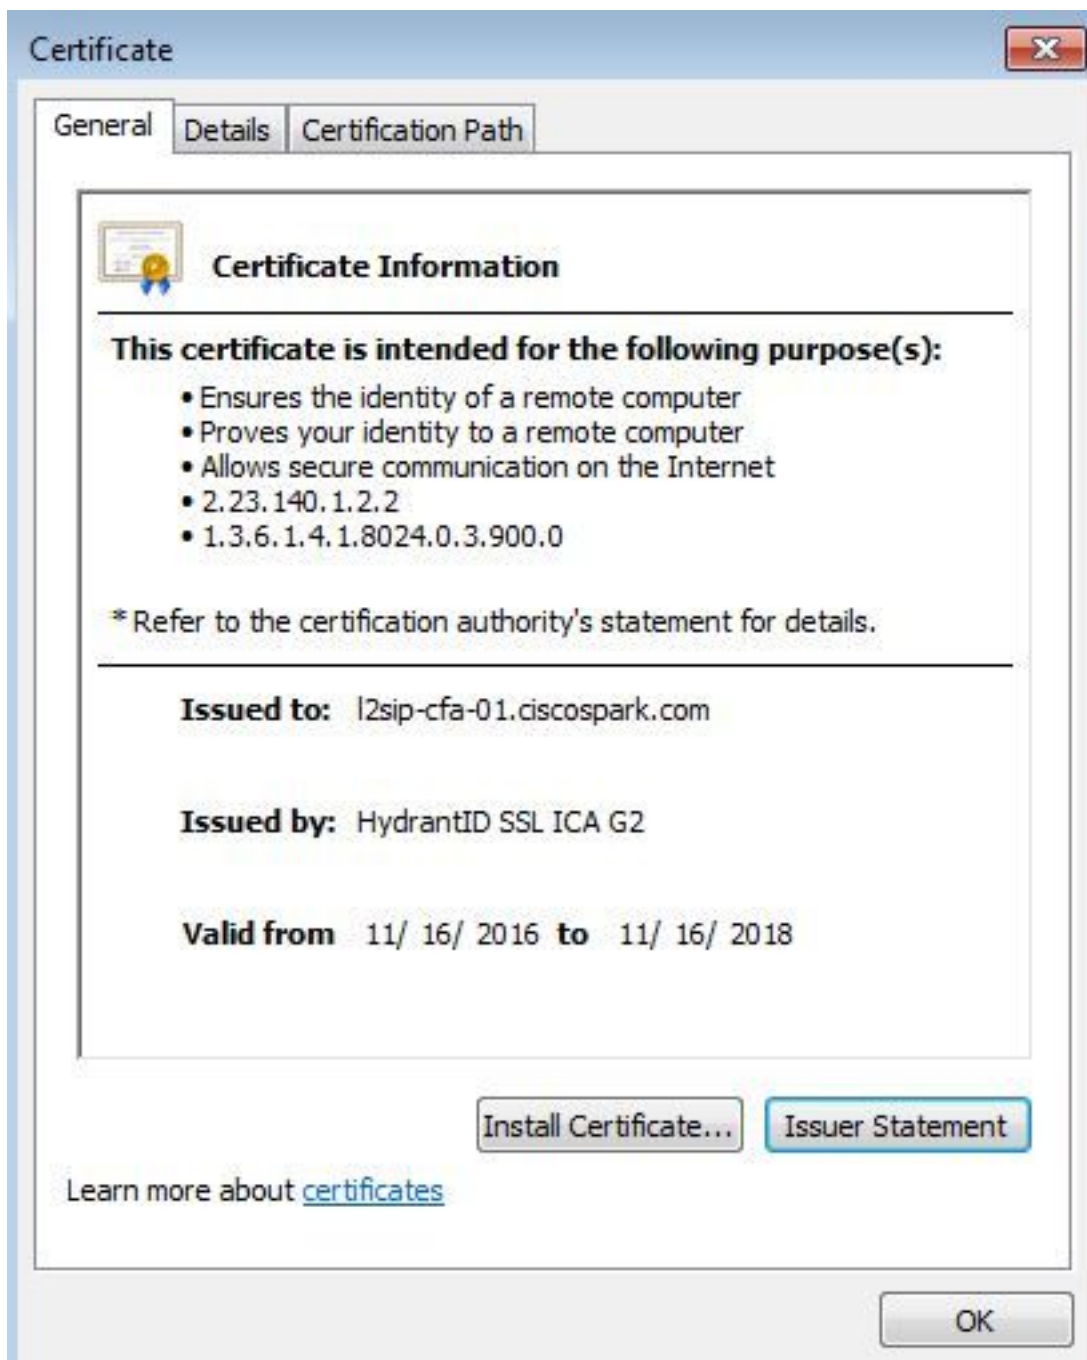 Certificate
General Details Certification Path
Certificate Information
This certificate is intended for the following purpose(s):
• Ensures the identity of a remote computer
• Proves your identity to a remote computer
• Allows secure communication on the Internet
• 2.23.140.1.2.2
• 1.3.6.1.4.1.8024.0.3.900.0
* Refer to the certification authority's statement for details.
Issued to: l2sip-cfa-01.ciscospark.com
Issued by: HydrantID SSL ICA G2
Valid from 11/ 16/ 2016 to 11/ 16/ 2018
Install Certificate... Issuer Statement
Learn more about certificates
OK